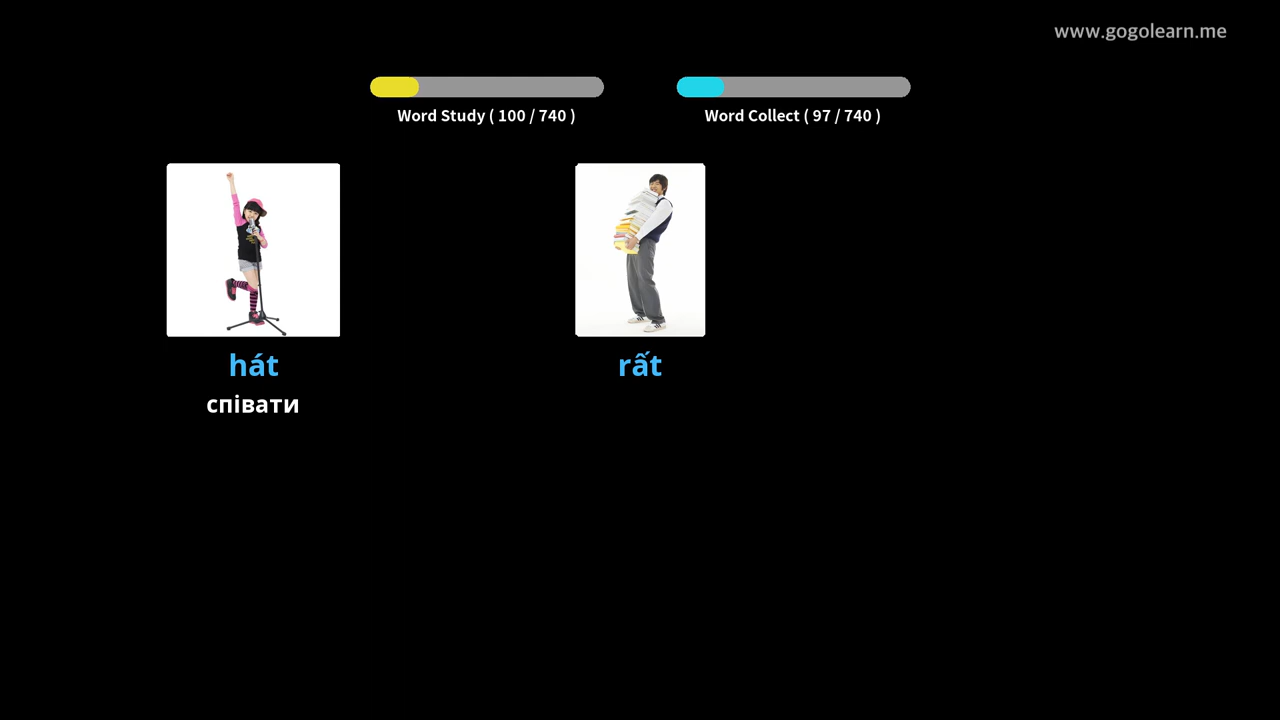 www.gogolearn.me
Word Study ( 100 / 740 )
Word Collect ( 97 / 740 )
hát
співати
rất